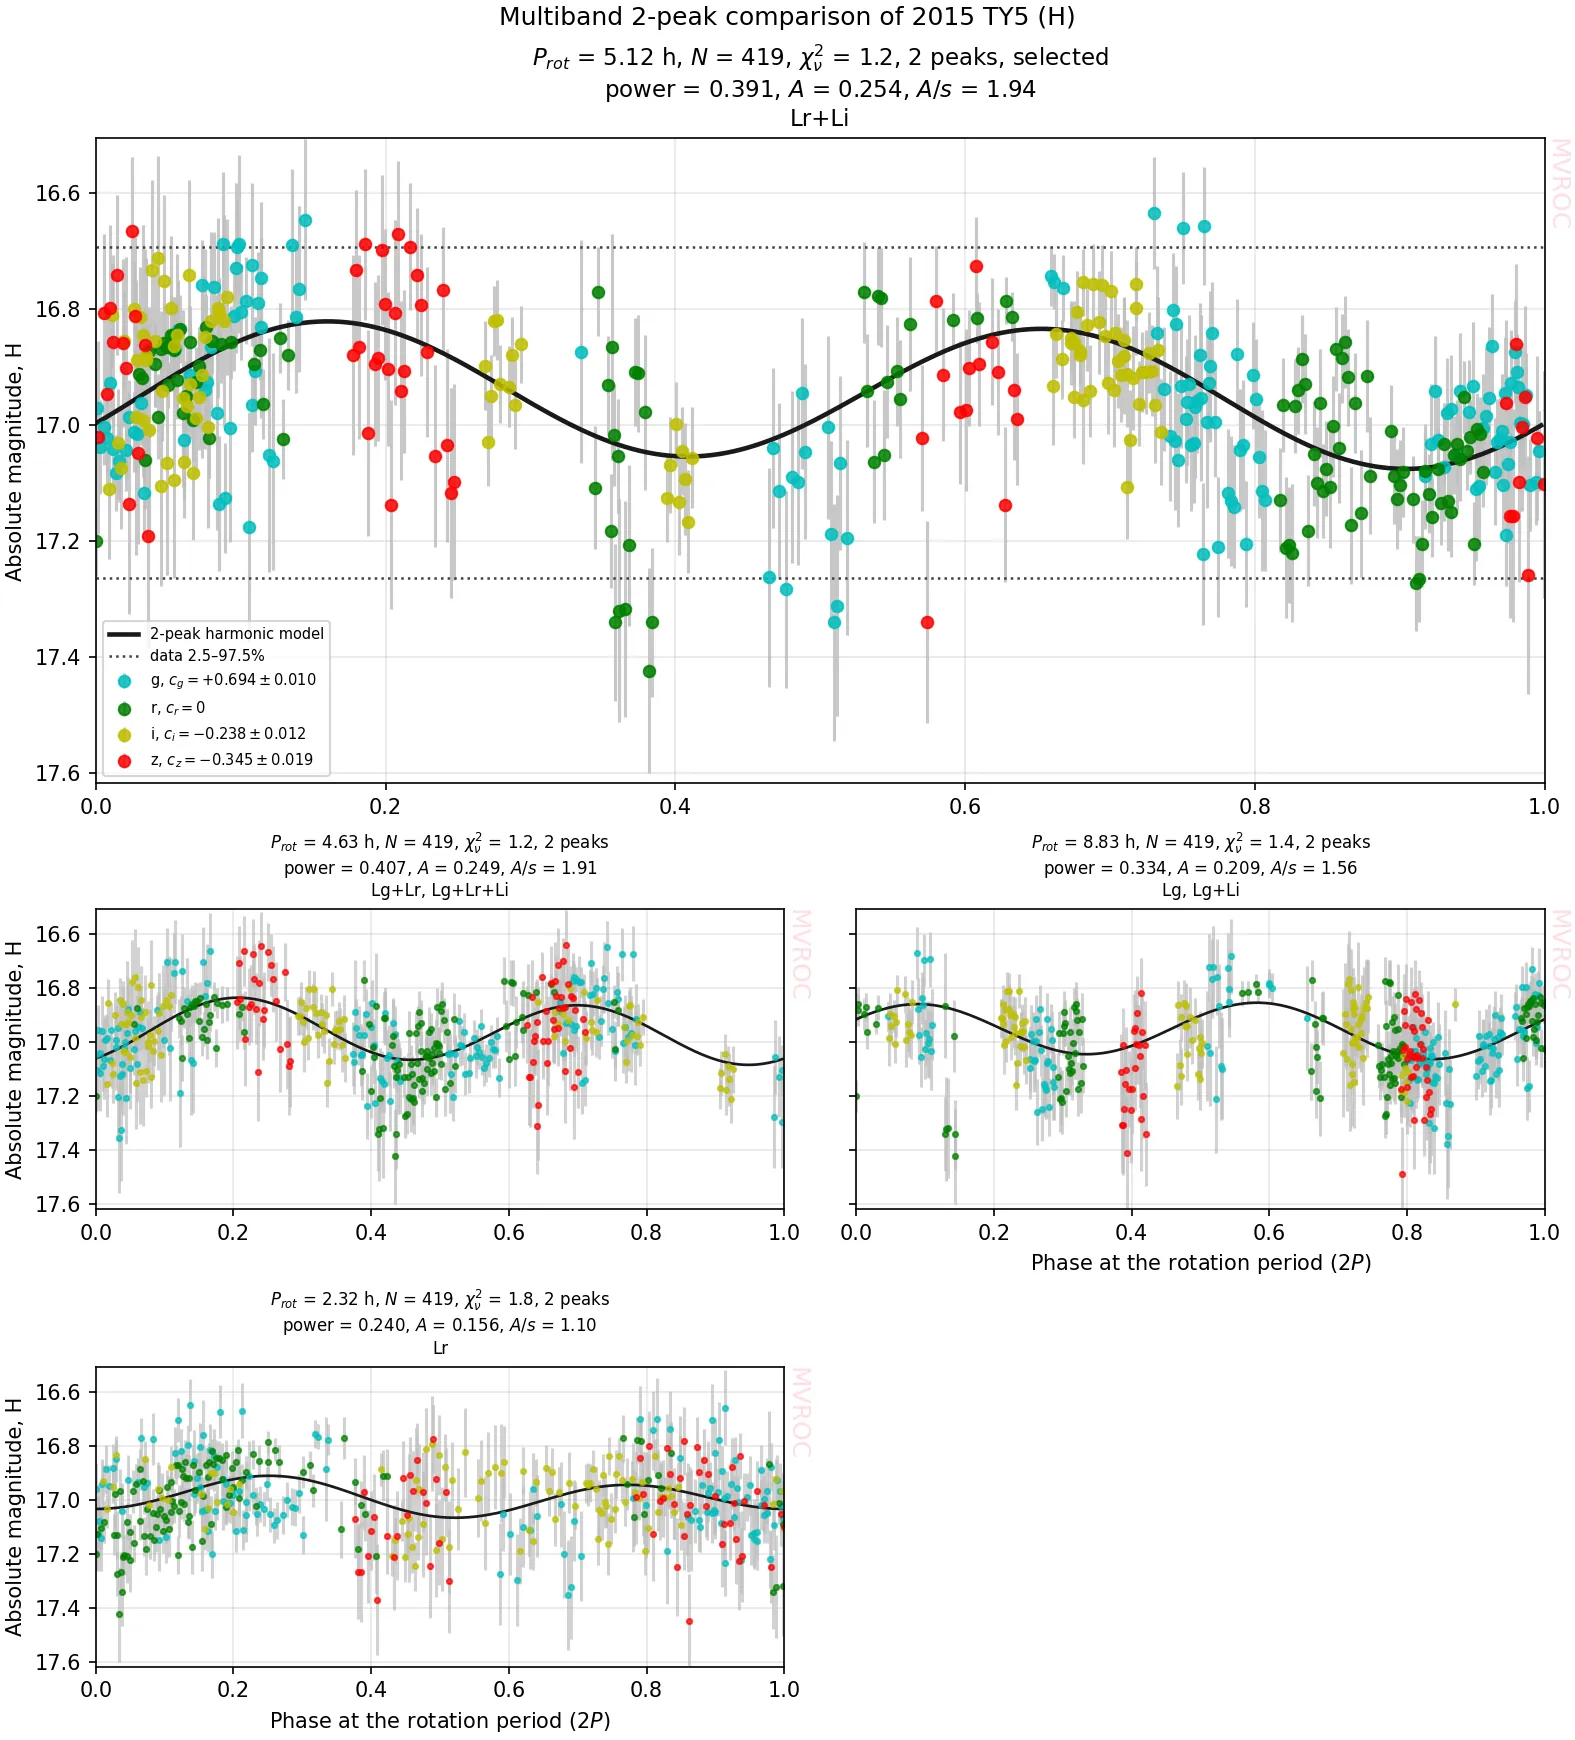 Multiband 2-peak comparison of 2015 TY5 (H)
P_rot = 5.12 h, N = 419, χ²_ν = 1.2, 2 peaks, selected
power = 0.391, A = 0.254, A/s = 1.94
Lr+Li
Absolute magnitude, H
16.6
16.8
17.0
17.2
17.4
17.6
2-peak harmonic model
data 2.5–97.5%
g, c_g = +0.694 ± 0.010
r, c_r = 0
i, c_i = −0.238 ± 0.012
z, c_z = −0.345 ± 0.019
0.0 0.2 0.4 0.6 0.8 1.0
MVROC
P_rot = 4.63 h, N = 419, χ²_ν = 1.2, 2 peaks
power = 0.407, A = 0.249, A/s = 1.91
Lg+Lr, Lg+Lr+Li
Absolute magnitude, H
16.6
16.8
17.0
17.2
17.4
17.6
0.0 0.2 0.4 0.6 0.8 1.0
MVROC
P_rot = 8.83 h, N = 419, χ²_ν = 1.4, 2 peaks
power = 0.334, A = 0.209, A/s = 1.56
Lg, Lg+Li
0.0 0.2 0.4 0.6 0.8 1.0
Phase at the rotation period (2P)
MVROC
P_rot = 2.32 h, N = 419, χ²_ν = 1.8, 2 peaks
power = 0.240, A = 0.156, A/s = 1.10
Lr
Absolute magnitude, H
16.6
16.8
17.0
17.2
17.4
17.6
0.0 0.2 0.4 0.6 0.8 1.0
Phase at the rotation period (2P)
MVROC